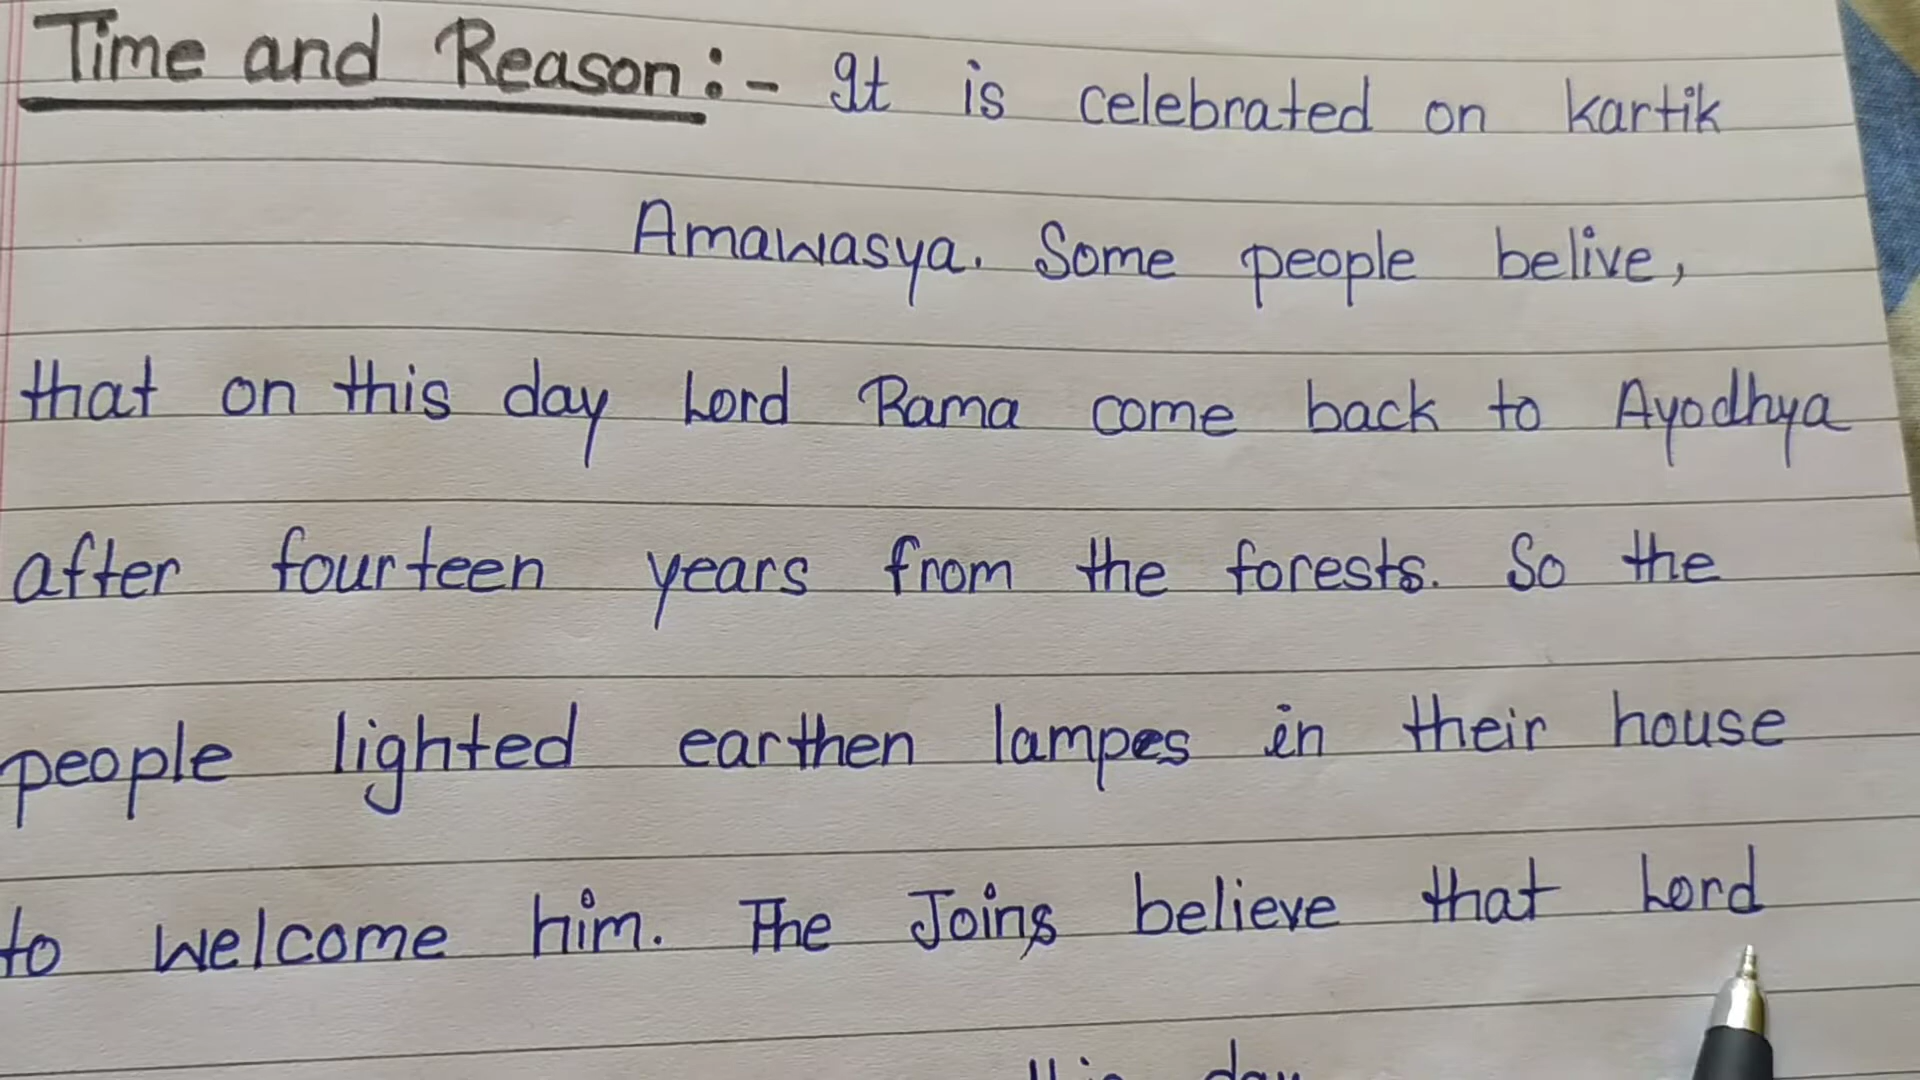 Time and Reason :- It is celebrated on kartik
Amawasya. Some people belive,
that on this day Lord Rama come back to Ayodhya
after fourteen years from the forests. So the
people lighted earthen lampes in their house
to welcome him. The Joins believe that Lord
day